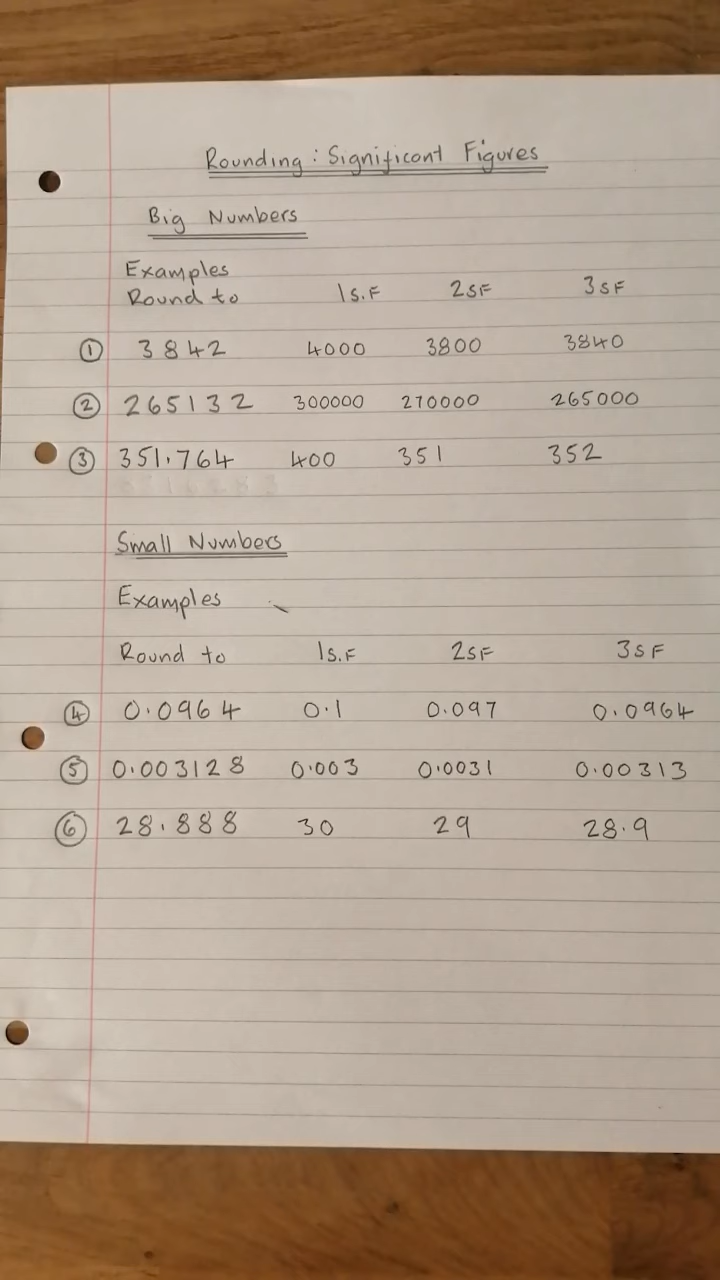 Rounding : Significant Figures
Big Numbers
Examples
Round to 1 s.F 2SF 3SF
① 3842 4000 3800 3840
② 265132 300000 270000 265000
③ 351.764 400 351 352
Small Numbers
Examples
Round to 1s.F 2SF 3SF
④ 0.0964 0.1 0.097 0.0964
⑤ 0.003128 0.003 0.0031 0.00313
⑥ 28.888 30 29 28.9